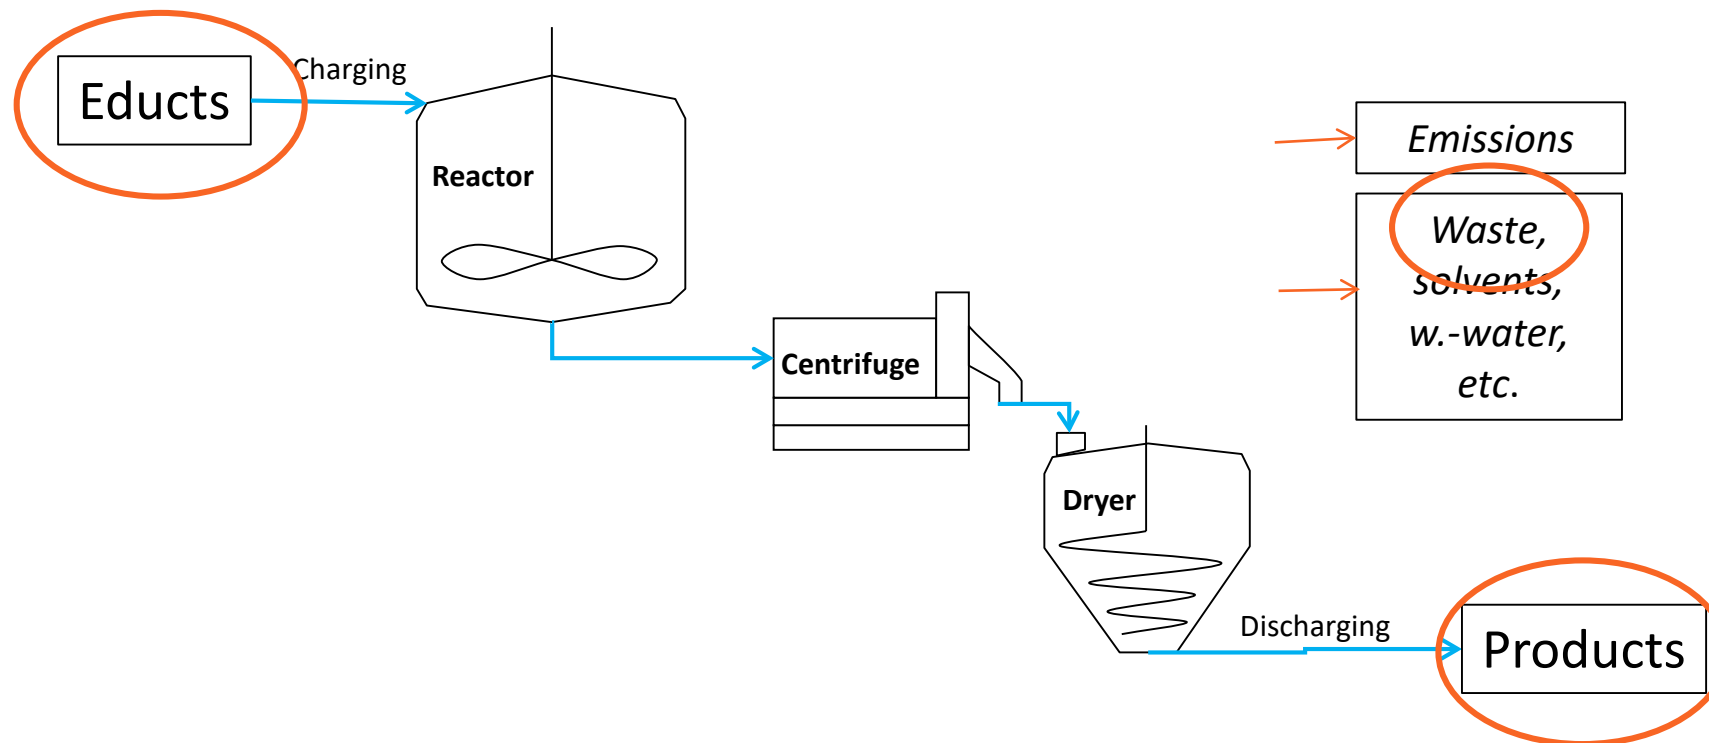 Educts
Charging
Reactor
Emissions
Waste,
solvents,
w.-water,
etc.
Centrifuge
Dryer
Discharging
Products